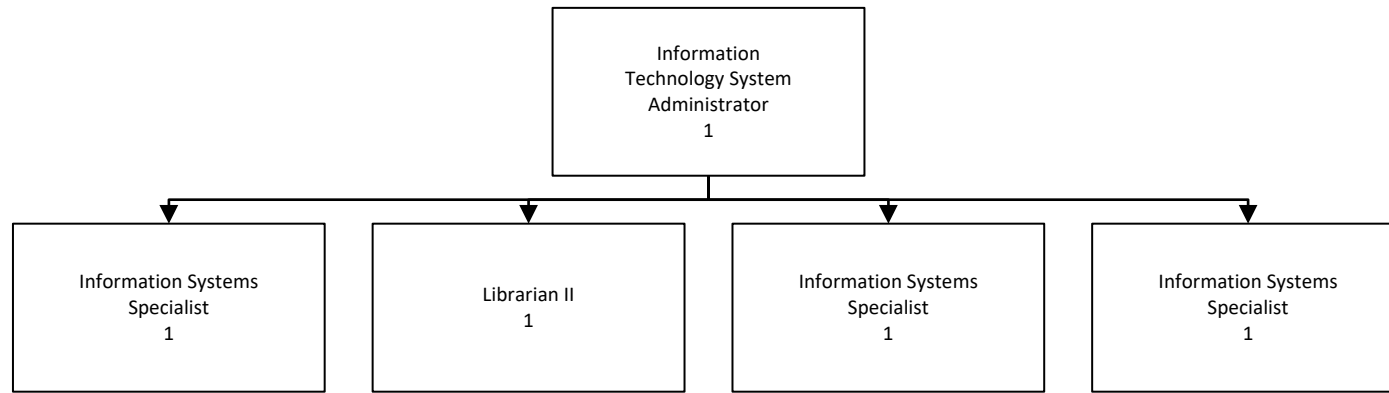 Information
Technology System
Administrator
1
Information Systems
Specialist
1
Librarian II
1
Information Systems
Specialist
1
Information Systems
Specialist
1